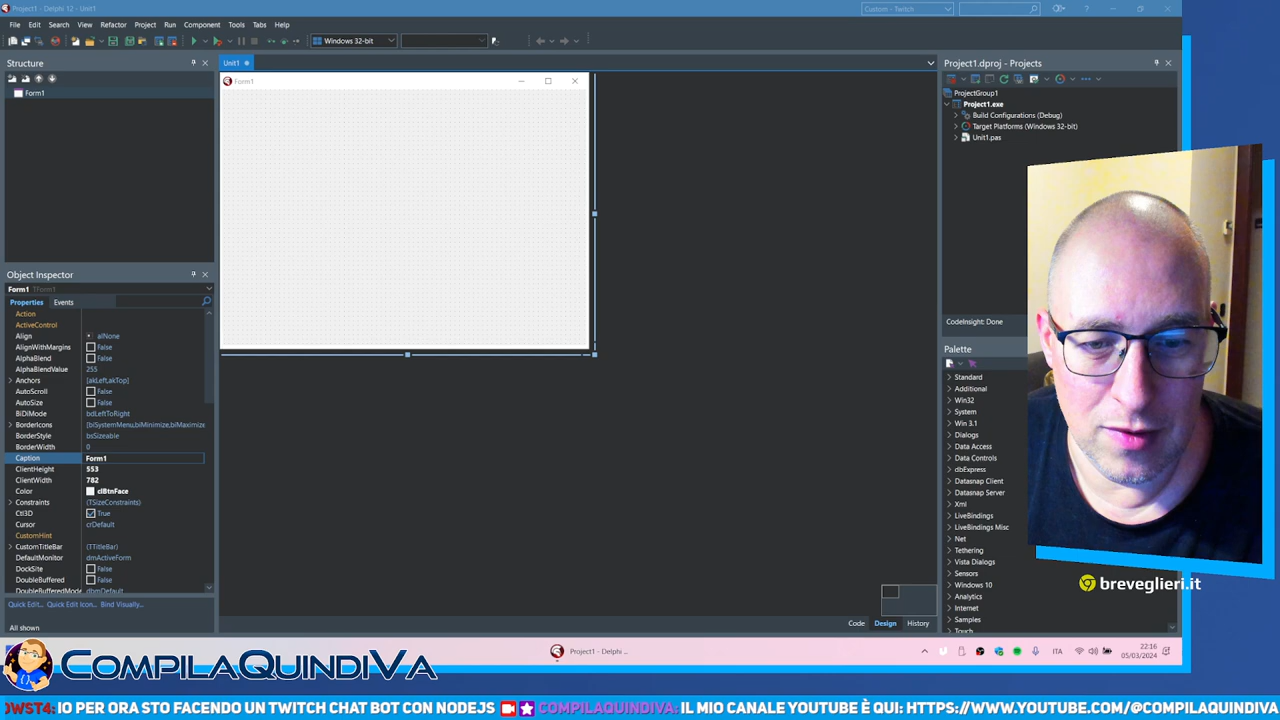 Project1 - Delphi 12 - Unit1
Custom - Twitch
File Edit Search View Refactor Project Run Component Tools Tabs Help
Windows 32-bit
Structure
Form1
Unit1
Form1
Project1.dproj - Projects
ProjectGroup1
Project1.exe
Build Configurations (Debug)
Target Platforms (Windows 32-bit)
Unit1.pas
CodeInsight: Done
Object Inspector
Form1 TForm1
Properties Events
Action
ActiveControl
Align alNone
AlignWithMargins False
AlphaBlend False
AlphaBlendValue 255
Anchors [akLeft,akTop]
AutoScroll False
AutoSize False
BiDiMode bdLeftToRight
BorderIcons [biSystemMenu,biMinimize,biMaximize
BorderStyle bsSizeable
BorderWidth 0
Caption Form1
ClientHeight 553
ClientWidth 782
Color clBtnFace
Constraints (TSizeConstraints)
Ctl3D True
Cursor crDefault
CustomHint
CustomTitleBar (TTitleBar)
DefaultMonitor dmActiveForm
DockSite False
DoubleBuffered False
DoubleBufferedMode dbmDefault
Quick Edit... Quick Edit Icon... Bind Visually...
All shown
Palette
Standard
Additional
Win32
System
Win 3.1
Dialogs
Data Access
Data Controls
dbExpress
Datasnap Client
Datasnap Server
Xml
LiveBindings
LiveBindings Misc
Net
Tethering
Vista Dialogs
Sensors
Windows 10
Analytics
Internet
Samples
Touch
Code Design History
breveglieri.it
Project1 - Delphi ...
ITA
22:16
05/03/2024
CompilaQuindiVa
OWST4: IO PER ORA STO FACENDO UN TWITCH CHAT BOT CON NODEJS COMPILAQUINDIVA: IL MIO CANALE YOUTUBE È QUI: HTTPS://WWW.YOUTUBE.COM/@COMPILAQUINDIVA